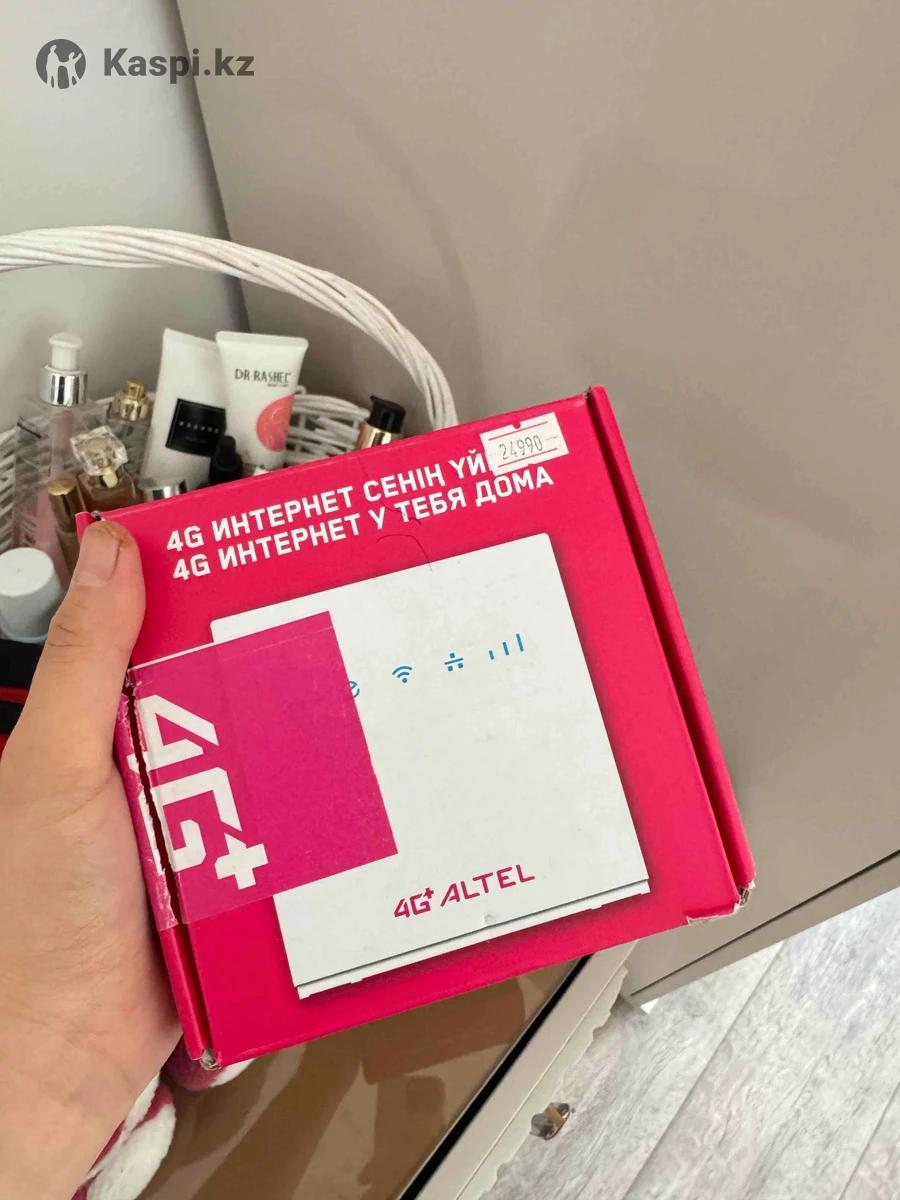 Kaspi.kz
DR·RASHEL
24990
4G ИНТЕРНЕТ СЕНІҢ ҮЙ
4G ИНТЕРНЕТ У ТЕБЯ ДОМА
4G+
4G+ ALTEL